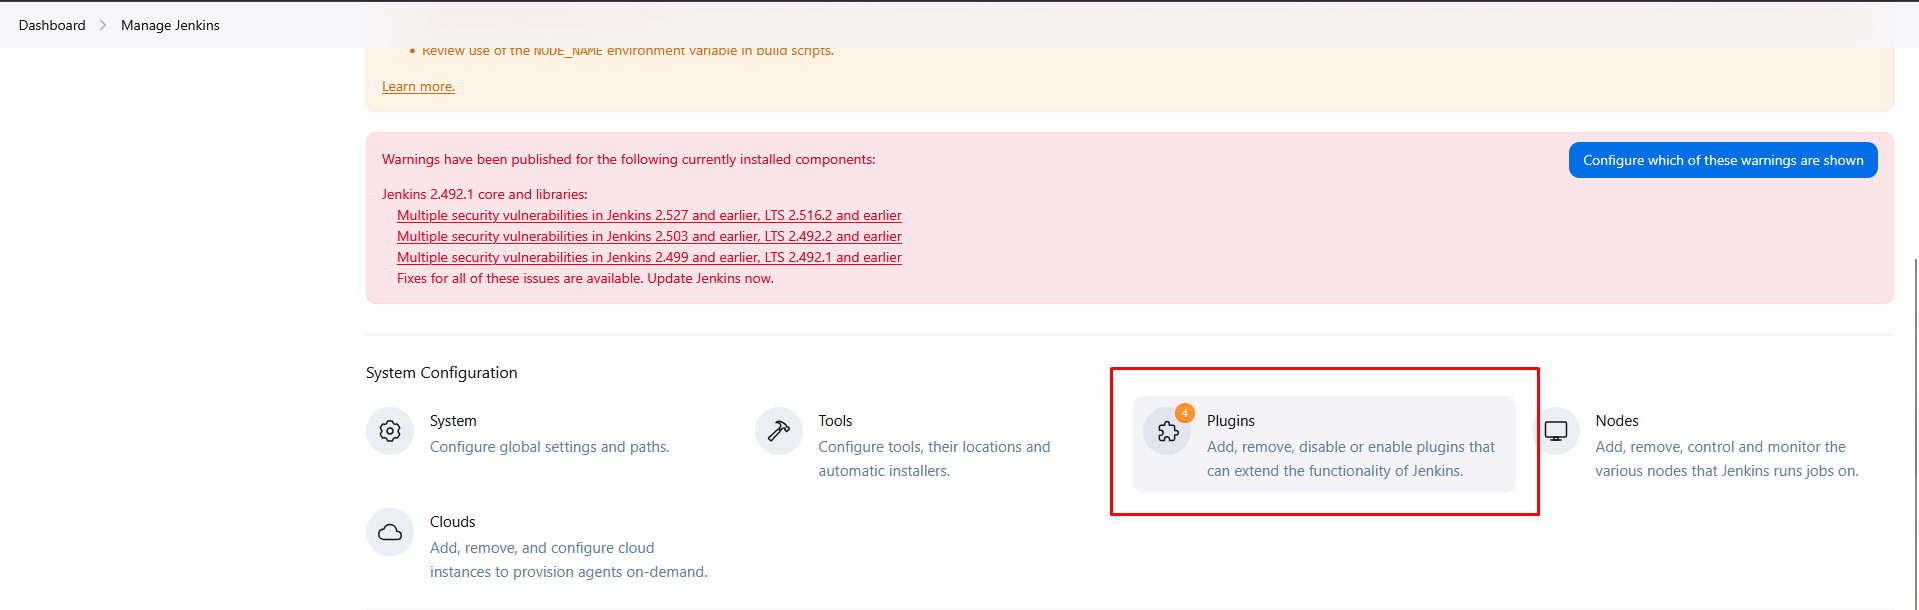 Dashboard > Manage Jenkins
• Review use of the NODE_NAME environment variable in build scripts.
Learn more.
Warnings have been published for the following currently installed components:
Configure which of these warnings are shown
Jenkins 2.492.1 core and libraries:
Multiple security vulnerabilities in Jenkins 2.527 and earlier, LTS 2.516.2 and earlier
Multiple security vulnerabilities in Jenkins 2.503 and earlier, LTS 2.492.2 and earlier
Multiple security vulnerabilities in Jenkins 2.499 and earlier, LTS 2.492.1 and earlier
Fixes for all of these issues are available. Update Jenkins now.
System Configuration
System
Configure global settings and paths.
Tools
Configure tools, their locations and
automatic installers.
4
Plugins
Add, remove, disable or enable plugins that
can extend the functionality of Jenkins.
Nodes
Add, remove, control and monitor the
various nodes that Jenkins runs jobs on.
Clouds
Add, remove, and configure cloud
instances to provision agents on-demand.